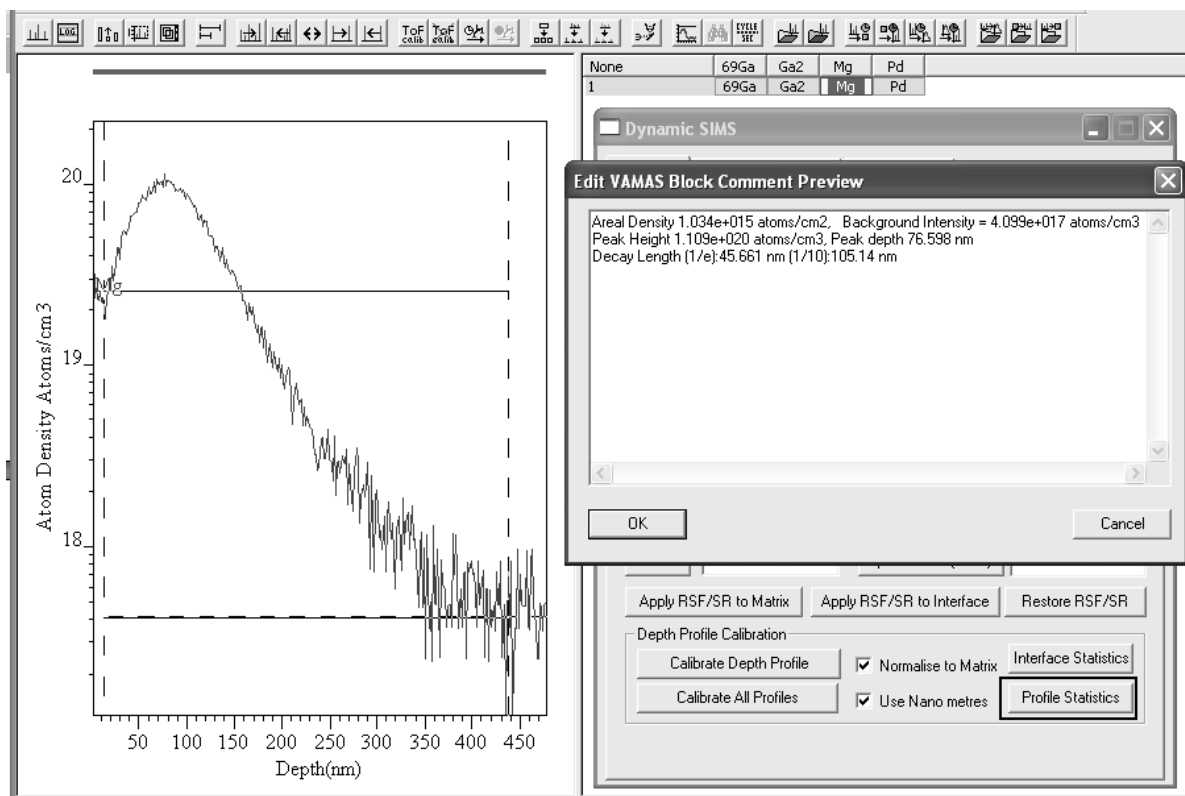 LOG
ToF
calib
ToF
calib
CYCLE
SEC
None 69Ga Ga2 Mg Pd
1 69Ga Ga2 Mg Pd
Dynamic SIMS
Edit VAMAS Block Comment Preview
Areal Density 1.034e+015 atoms/cm2, Background Intensity = 4.099e+017 atoms/cm3
Peak Height 1.109e+020 atoms/cm3, Peak depth 76.598 nm
Decay Length (1/e):45.661 nm (1/10):105.14 nm
OK Cancel
Apply RSF/SR to Matrix Apply RSF/SR to Interface Restore RSF/SR
Depth Profile Calibration
Calibrate Depth Profile Normalise to Matrix Interface Statistics
Calibrate All Profiles Use Nano metres Profile Statistics
Atom Density Atoms/cm3
20
19
18
50 100 150 200 250 300 350 400 450
Depth(nm)